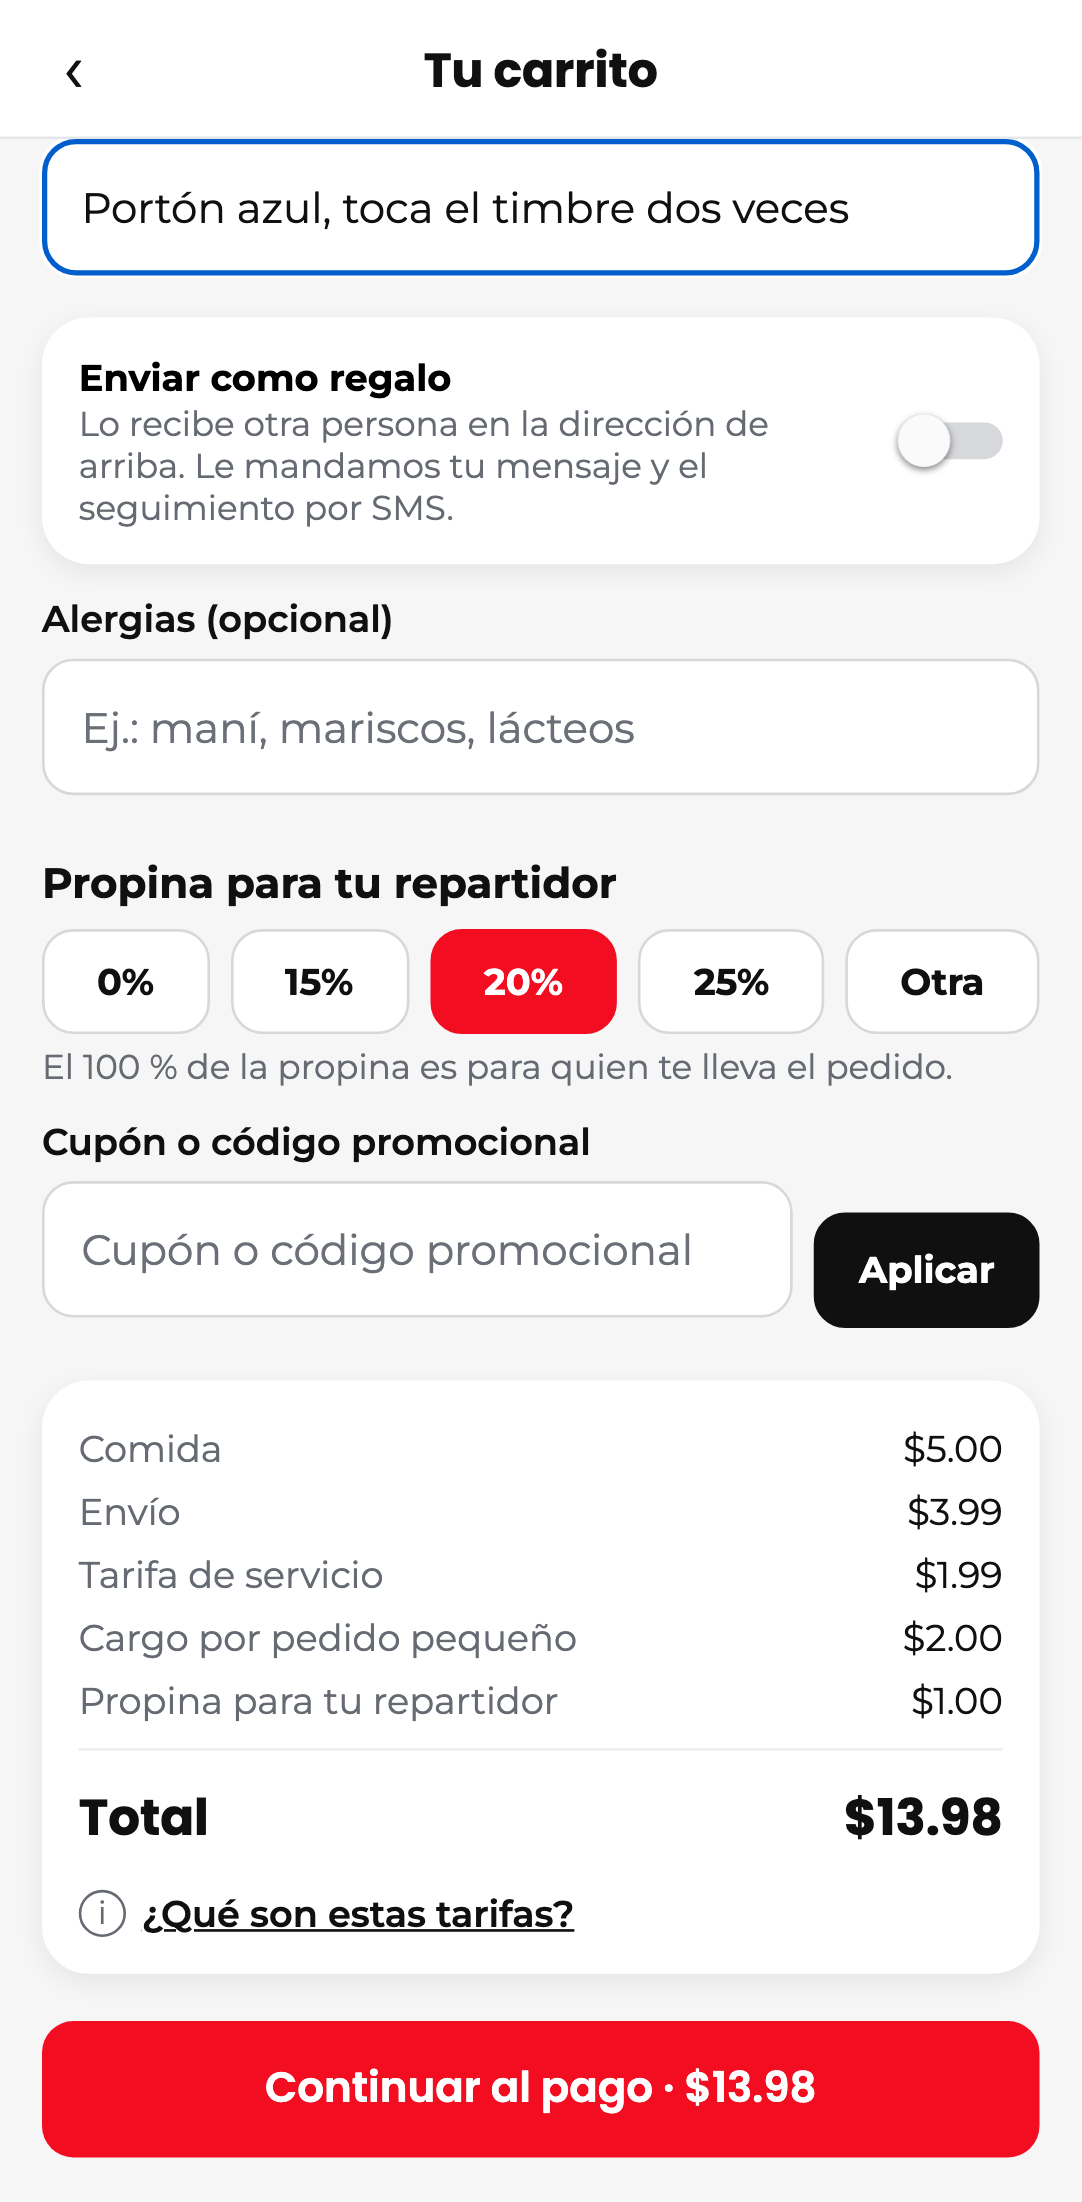 Tu carrito
Portón azul, toca el timbre dos veces
Enviar como regalo
Lo recibe otra persona en la dirección de
arriba. Le mandamos tu mensaje y el
seguimiento por SMS.
Alergias (opcional)
Ej.: maní, mariscos, lácteos
Propina para tu repartidor
0% 15% 20% 25% Otra
El 100 % de la propina es para quien te lleva el pedido.
Cupón o código promocional
Cupón o código promocional Aplicar
Comida $5.00
Envío $3.99
Tarifa de servicio $1.99
Cargo por pedido pequeño $2.00
Propina para tu repartidor $1.00
Total $13.98
¿Qué son estas tarifas?
Continuar al pago · $13.98